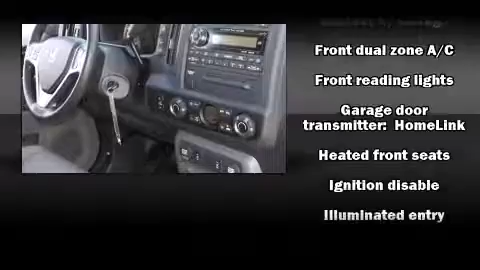 Front dual zone A/C
Front reading lights
Garage door
transmitter: HomeLink
Heated front seats
Ignition disable
Illuminated entry